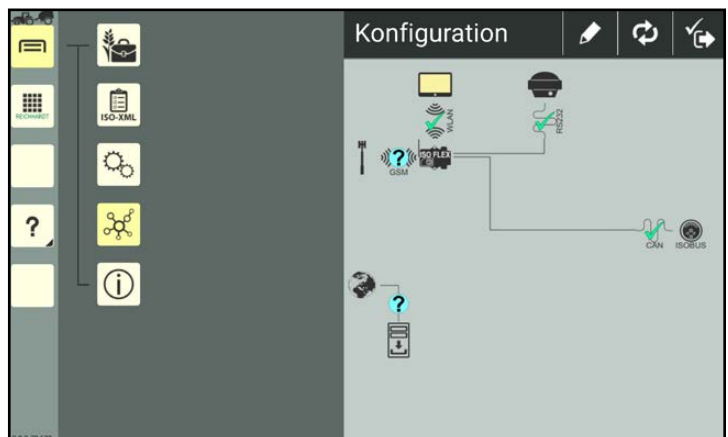 Konfiguration
REICHHARDT
ISO-XML
?
i
WLAN
RS232
?
GSM
ISO FLEX
CAN
ISOBUS
?